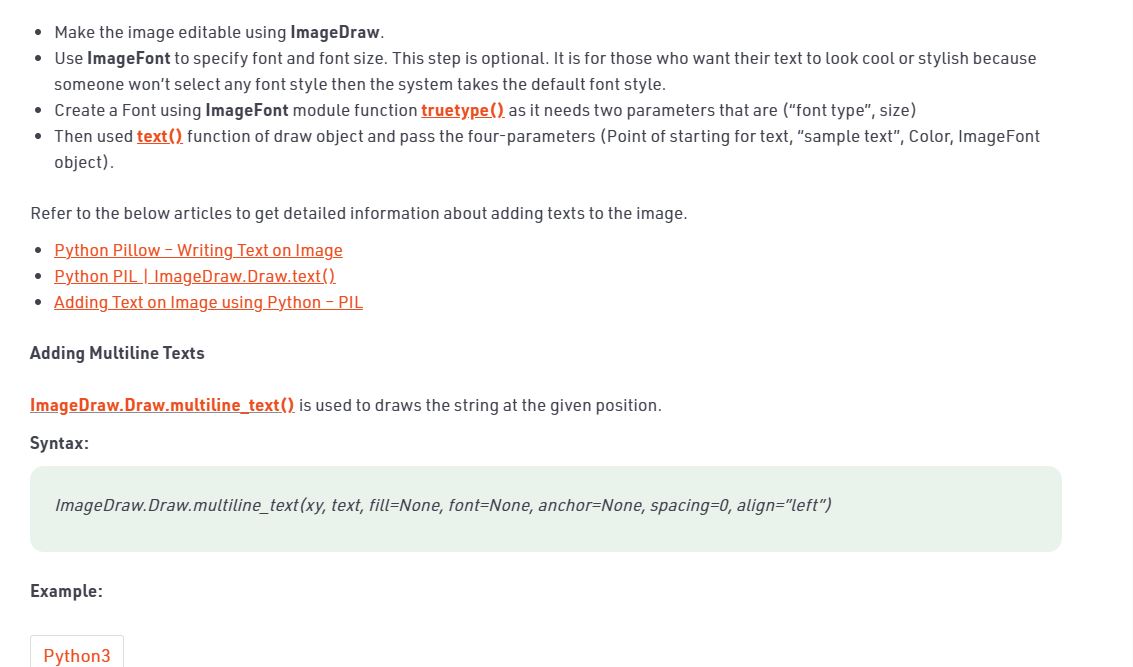 Make the image editable using ImageDraw.
Use ImageFont to specify font and font size. This step is optional. It is for those who want their text to look cool or stylish because
someone won’t select any font style then the system takes the default font style.
Create a Font using ImageFont module function truetype() as it needs two parameters that are (“font type”, size)
Then used text() function of draw object and pass the four-parameters (Point of starting for text, “sample text”, Color, ImageFont
object).
Refer to the below articles to get detailed information about adding texts to the image.
Python Pillow – Writing Text on Image
Python PIL | ImageDraw.Draw.text()
Adding Text on Image using Python – PIL
Adding Multiline Texts
ImageDraw.Draw.multiline_text() is used to draws the string at the given position.
Syntax:
ImageDraw.Draw.multiline_text(xy, text, fill=None, font=None, anchor=None, spacing=0, align=”left”)
Example:
Python3